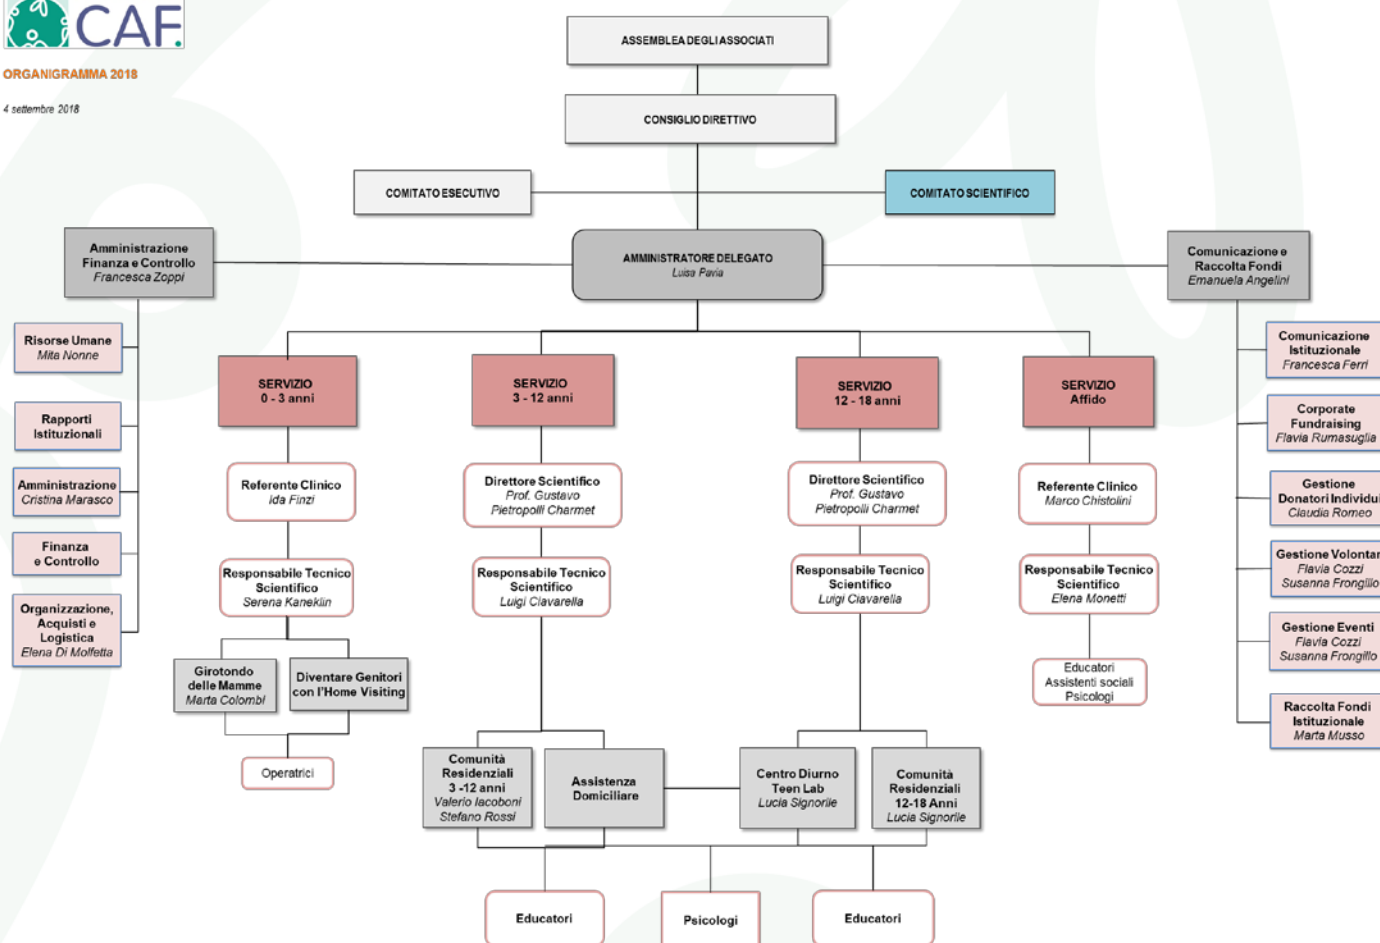 CAF.
ORGANIGRAMMA 2018
4 settembre 2018
ASSEMBLEA DEGLI ASSOCIATI
CONSIGLIO DIRETTIVO
COMITATO ESECUTIVO
COMITATO SCIENTIFICO
Amministrazione
Finanza e Controllo
Francesca Zoppi
AMMINISTRATORE DELEGATO
Luisa Pavia
Comunicazione e
Raccolta Fondi
Emanuela Angelini
Risorse Umane
Mita Nonne
Rapporti
Istituzionali
Amministrazione
Cristina Marasco
Finanza
e Controllo
Organizzazione,
Acquisti e
Logistica
Elena Di Molfetta
SERVIZIO
0 - 3 anni
Referente Clinico
Ida Finzi
Responsabile Tecnico
Scientifico
Serena Kaneklin
Girotondo
delle Mamme
Marta Colombi
Diventare Genitori
con l'Home Visiting
Operatrici
SERVIZIO
3 - 12 anni
Direttore Scientifico
Prof. Gustavo
Pietropolli Charmet
Responsabile Tecnico
Scientifico
Luigi Ciavarella
Comunità
Residenziali
3 -12 anni
Valerio Iacoboni
Stefano Rossi
Assistenza
Domiciliare
SERVIZIO
12 - 18 anni
Direttore Scientifico
Prof. Gustavo
Pietropolli Charmet
Responsabile Tecnico
Scientifico
Luigi Ciavarella
Centro Diurno
Teen Lab
Lucia Signorile
Comunità
Residenziali
12-18 Anni
Lucia Signorile
Educatori
Psicologi
Educatori
SERVIZIO
Affido
Referente Clinico
Marco Chistolini
Responsabile Tecnico
Scientifico
Elena Monetti
Educatori
Assistenti sociali
Psicologi
Comunicazione
Istituzionale
Francesca Ferri
Corporate
Fundraising
Flavia Rumasuglia
Gestione
Donatori Individu
Claudia Romeo
Gestione Volontar
Flavia Cozzi
Susanna Frongillo
Gestione Eventi
Flavia Cozzi
Susanna Frongillo
Raccolta Fondi
Istituzionale
Marta Musso